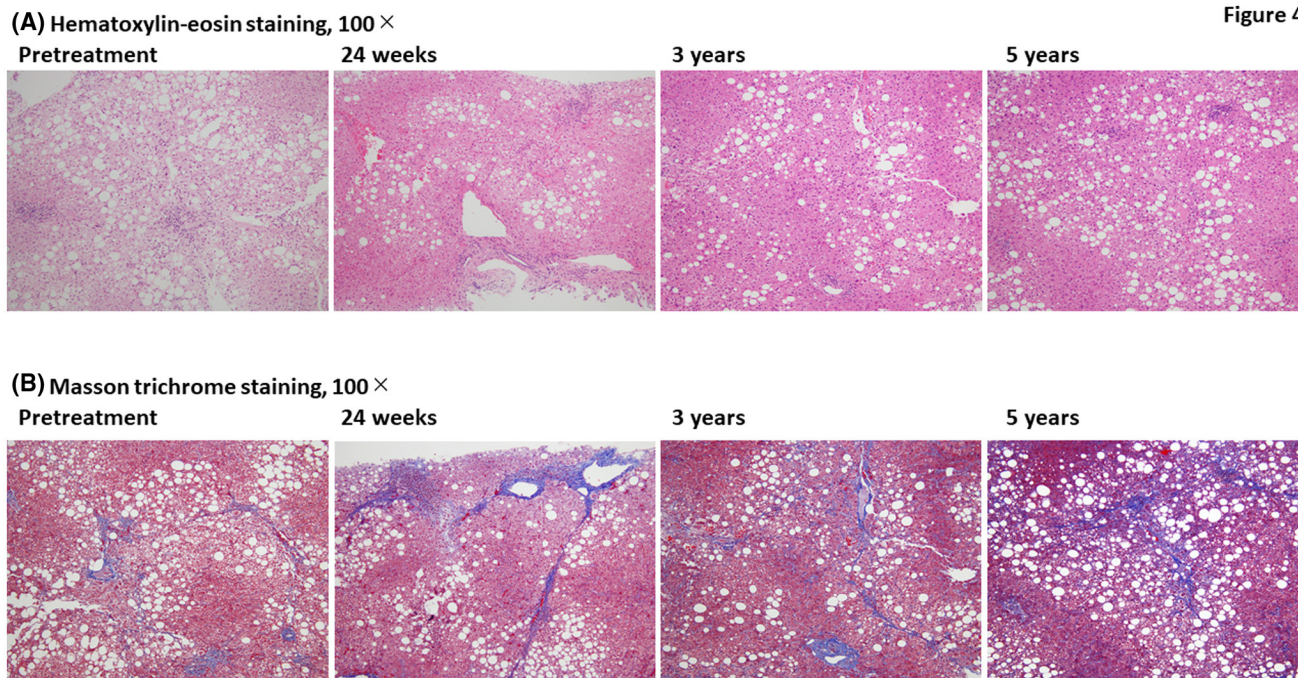 (A) Hematoxylin-eosin staining, 100 ×
Figure 4
Pretreatment
24 weeks
3 years
5 years
(B) Masson trichrome staining, 100 ×
Pretreatment
24 weeks
3 years
5 years